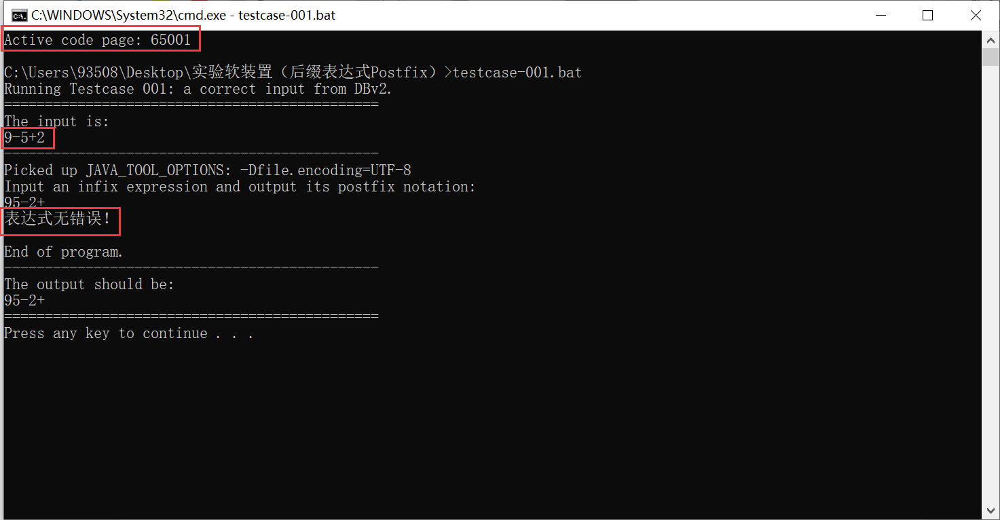 C:\WINDOWS\System32\cmd.exe - testcase-001.bat
Active code page: 65001
C:\Users\93508\Desktop\实验软装置（后缀表达式Postfix）>testcase-001.bat
Running Testcase 001: a correct input from DBv2.
==============================================
The input is:
9-5+2
----------------------------------------------
Picked up JAVA_TOOL_OPTIONS: -Dfile.encoding=UTF-8
Input an infix expression and output its postfix notation:
95-2+
表达式无错误！
End of program.
----------------------------------------------
The output should be:
95-2+
==============================================
Press any key to continue . . .